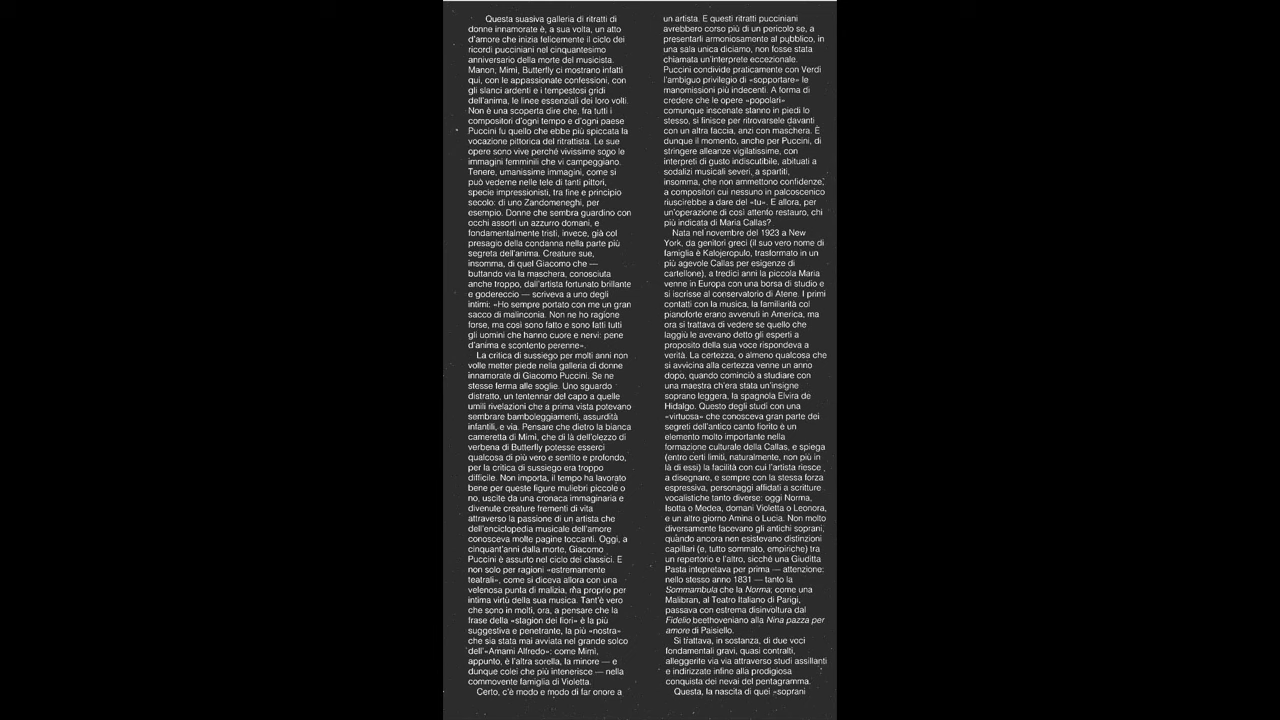 Questa suasiva galleria di ritratti di
donne innamorate è, a sua volta, un atto
d'amore che inizia felicemente il ciclo dei
ricordi pucciniani nel cinquantesimo
anniversario della morte del musicista.
Manon, Mimì, Butterfly ci mostrano infatti
qui, con le appassionate confessioni, con
gli slanci ardenti e i tempestosi gridi
dell'anima, le linee essenziali dei loro volti.
Non è una scoperta dire che, fra tutti i
compositori d'ogni tempo e d'ogni paese
Puccini fu quello che ebbe più spiccata la
vocazione pittorica del ritrattista. Le sue
opere sono vive perché vivissime sono le
immagini femminili che vi campeggiano.
Tenere, umanissime immagini, come si
può vederne nelle tele di tanti pittori,
specie impressionisti, tra fine e principio
secolo: di uno Zandomeneghi, per
esempio. Donne che sembra guardino con
occhi assorti un azzurro domani, e
fondamentalmente tristi, invece, già col
presagio della condanna nella parte più
segreta dell'anima. Creature sue,
insomma, di quel Giacomo che —
buttando via la maschera, conosciuta
anche troppo, dall'artista fortunato brillante
e godereccio — scriveva a uno degli
intimi: «Ho sempre portato con me un gran
sacco di malinconia. Non ne ho ragione
forse, ma così sono fatto e sono fatti tutti
gli uomini che hanno cuore e nervi: pene
d'anima e scontento perenne».
La critica di sussiego per molti anni non
volle metter piede nella galleria di donne
innamorate di Giacomo Puccini. Se ne
stesse ferma alle soglie. Uno sguardo
distratto, un tentennar del capo a quelle
umili rivelazioni che a prima vista potevano
sembrare bamboleggiamenti, assurdità
infantili, e via. Pensare che dietro la bianca
cameretta di Mimì, che di là dell'olezzo di
verbena di Butterfly potesse esserci
qualcosa di più vero e sentito e profondo,
per la critica di sussiego era troppo
difficile. Non importa, il tempo ha lavorato
bene per queste figure muliebri piccole o
no, uscite da una cronaca immaginaria e
divenute creature frementi di vita
attraverso la passione di un artista che
dell'enciclopedia musicale dell'amore
conosceva molte pagine toccanti. Oggi, a
cinquant'anni dalla morte, Giacomo
Puccini è assurto nel ciclo dei classici. E
non solo per ragioni «estremamente
teatrali», come si diceva allora con una
velenosa punta di malizia, ma proprio per
intima virtù della sua musica. Tant'è vero
che sono in molti, ora, a pensare che la
frase della «stagion dei fiori» è la più
suggestiva e penetrante, la più «nostra»
che sia stata mai avviata nel grande solco
dell'«Amami Alfredo»: come Mimì,
appunto, è l'altra sorella, la minore — e
dunque colei che più intenerisce — nella
commovente famiglia di Violetta.
Certo, c'è modo e modo di far onore a
un artista. E questi ritratti pucciniani
avrebbero corso più di un pericolo se, a
presentarli armoniosamente al pubblico, in
una sala unica diciamo, non fosse stata
chiamata un'interprete eccezionale.
Puccini condivide praticamente con Verdi
l'ambiguo privilegio di «sopportare» le
manomissioni più indecenti. A forma di
credere che le opere «popolari»
comunque inscenate stanno in piedi lo
stesso, si finisce per ritrovarsele davanti
con un altra faccia, anzi con maschera. È
dunque il momento, anche per Puccini, di
stringere alleanze vigilatissime, con
interpreti di gusto indiscutibile, abituati a
sodalizi musicali severi, a spartiti,
insomma, che non ammettono confidenze,
a compositori cui nessuno in palcoscenico
riuscirebbe a dare del «tu». E allora, per
un'operazione di così attento restauro, chi
più indicata di Maria Callas?
Nata nel novembre del 1923 a New
York, da genitori greci (il suo vero nome di
famiglia è Kalojeropulo, trasformato in un
più agevole Callas per esigenze di
cartellone), a tredici anni la piccola Maria
venne in Europa con una borsa di studio e
si iscrisse al conservatorio di Atene. I primi
contatti con la musica, la familiarità col
pianoforte erano avvenuti in America, ma
ora si trattava di vedere se quello che
laggiù le avevano detto gli esperti a
proposito della sua voce rispondeva a
verità. La certezza, o almeno qualcosa che
si avvicina alla certezza venne un anno
dopo, quando cominciò a studiare con
una maestra ch'era stata un'insigne
soprano leggera, la spagnola Elvira de
Hidalgo. Questo degli studi con una
«virtuosa» che conosceva gran parte dei
segreti dell'antico canto fiorito è un
elemento molto importante nella
formazione culturale della Callas, e spiega
(entro certi limiti, naturalmente, non più in
là di essi) la facilità con cui l'artista riesce
a disegnare, e sempre con la stessa forza
espressiva, personaggi affidati a scritture
vocalistiche tanto diverse: oggi Norma,
Isotta o Medea, domani Violetta o Leonora,
e un altro giorno Amina o Lucia. Non molto
diversamente facevano gli antichi soprani,
quando ancora nen esistevano distinzioni
capillari (e, tutto sommato, empiriche) tra
un repertorio e l'altro, sicchè una Giuditta
Pasta intepretava per prima — attenzione:
nello stesso anno 1831 — tanto la
Sommambula che la Norma; come una
Malibran, al Teatro Italiano di Parigi,
passava con estrema disinvoltura dal
Fidelio beethoveniano alla Nina pazza per
amore di Paisiello.
Si trattava, in sostanza, di due voci
fondamentali gravi, quasi contralti,
alleggerite via via attraverso studi assillanti
e indirizzate infine alla prodigiosa
conquista dei nevai del pentagramma.
Questa, la nascita di quei «soprani